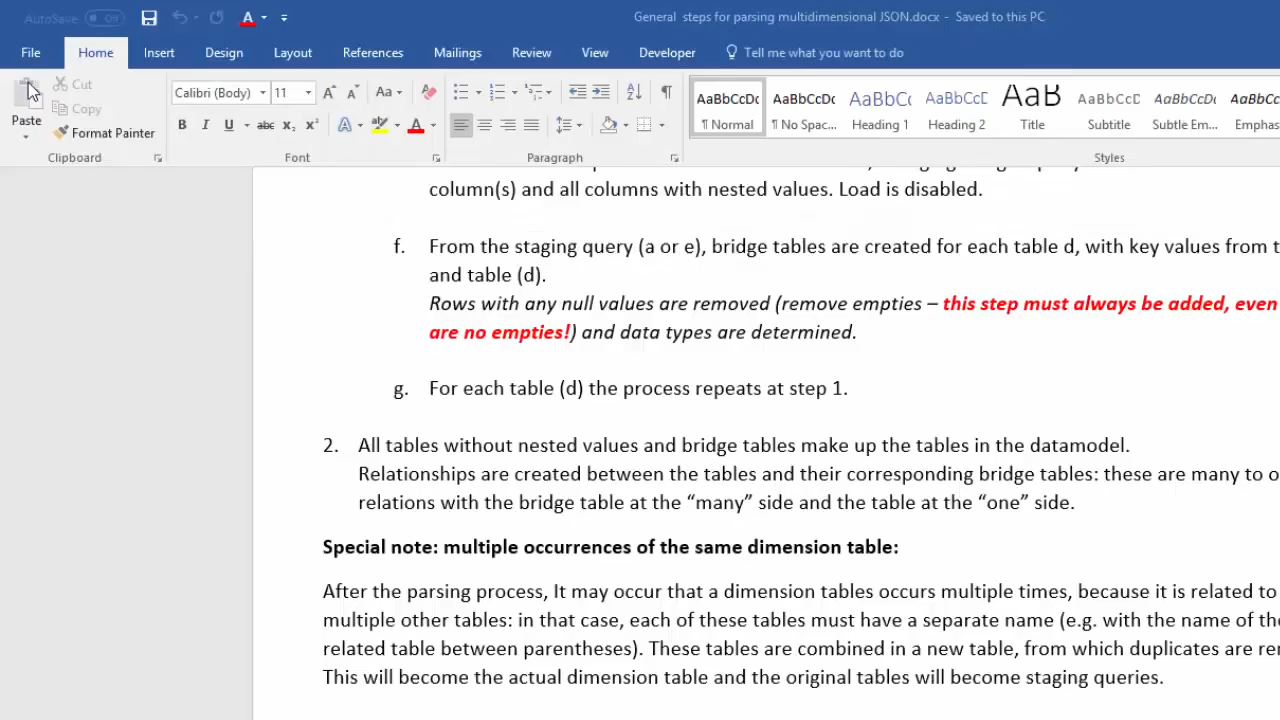 AutoSave Off
General steps for parsing multidimensional JSON.docx - Saved to this PC
File Home Insert Design Layout References Mailings Review View Developer Tell me what you want to do
Paste
Cut
Copy
Format Painter
Calibri (Body) 11
AaBbCcDc AaBbCcDc AaBbCc AaBbCcD AaB AaBbCcD AaBbCcDc AaBbCcDc
¶ Normal ¶ No Spac... Heading 1 Heading 2 Title Subtitle Subtle Em... Emphas
Clipboard Font Paragraph Styles
column(s) and all columns with nested values. Load is disabled.
f. From the staging query (a or e), bridge tables are created for each table d, with key values from t
and table (d).
Rows with any null values are removed (remove empties – this step must always be added, even
are no empties!) and data types are determined.
g. For each table (d) the process repeats at step 1.
2. All tables without nested values and bridge tables make up the tables in the datamodel.
Relationships are created between the tables and their corresponding bridge tables: these are many to o
relations with the bridge table at the “many” side and the table at the “one” side.
Special note: multiple occurrences of the same dimension table:
After the parsing process, It may occur that a dimension tables occurs multiple times, because it is related to
multiple other tables: in that case, each of these tables must have a separate name (e.g. with the name of the
related table between parentheses). These tables are combined in a new table, from which duplicates are re
This will become the actual dimension table and the original tables will become staging queries.